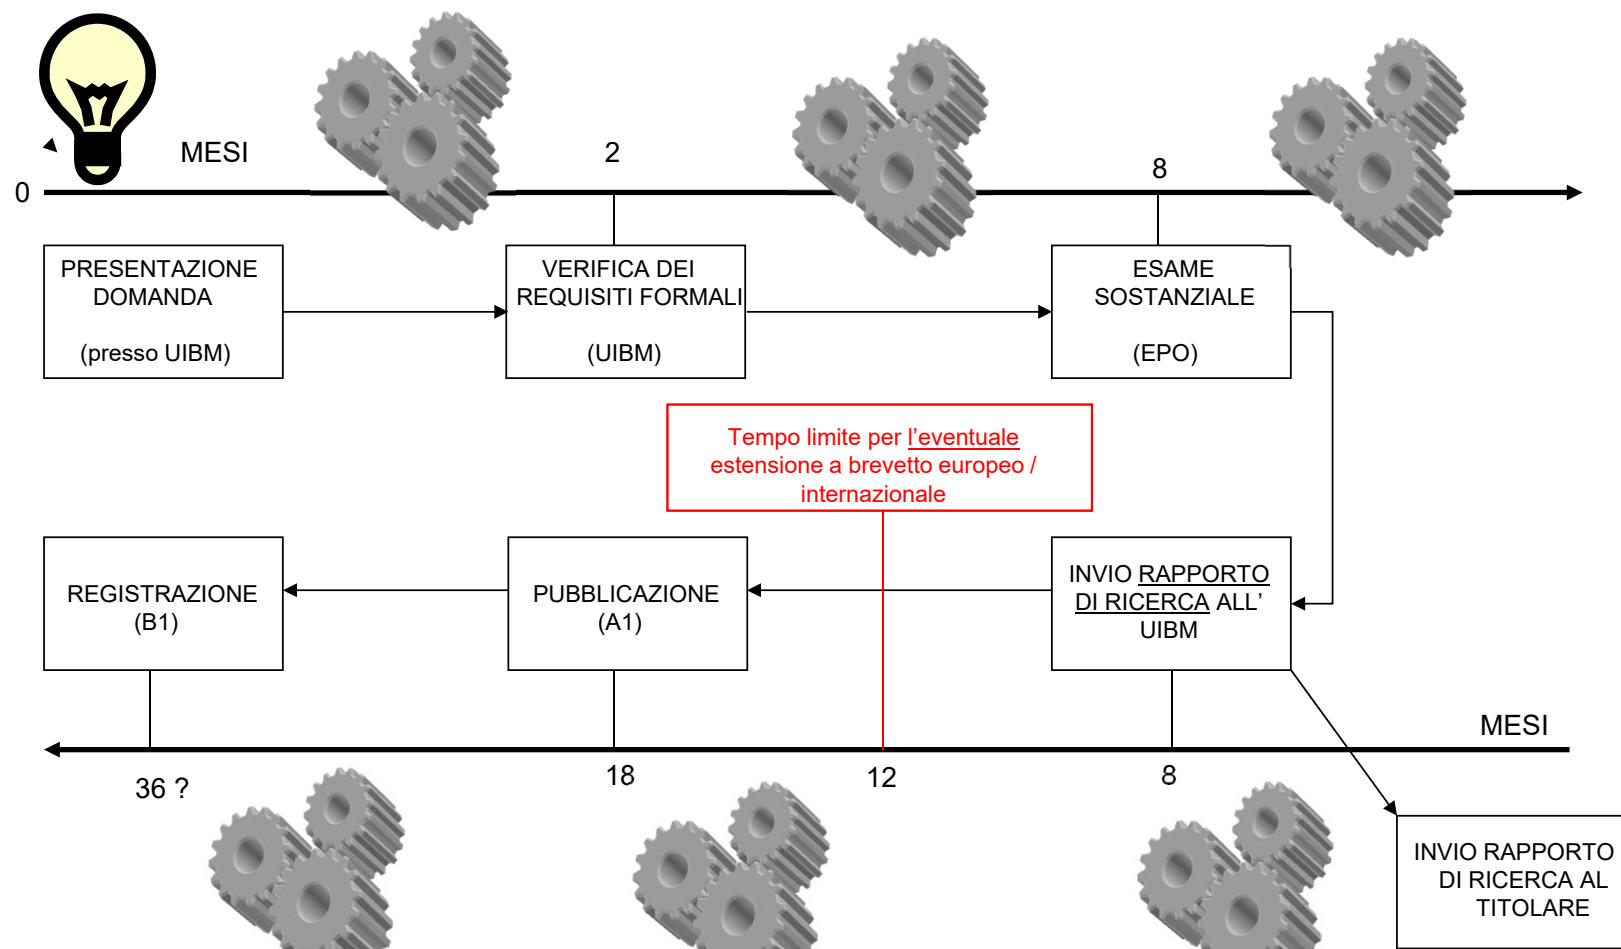 MESI
2
8
0
PRESENTAZIONE
DOMANDA
(presso UIBM)
VERIFICA DEI
REQUISITI FORMALI
(UIBM)
ESAME
SOSTANZIALE
(EPO)
Tempo limite per l’eventuale
estensione a brevetto europeo /
internazionale
REGISTRAZIONE
(B1)
PUBBLICAZIONE
(A1)
INVIO RAPPORTO
DI RICERCA ALL’
UIBM
MESI
36 ?
18
12
8
INVIO RAPPORTO
DI RICERCA AL
TITOLARE